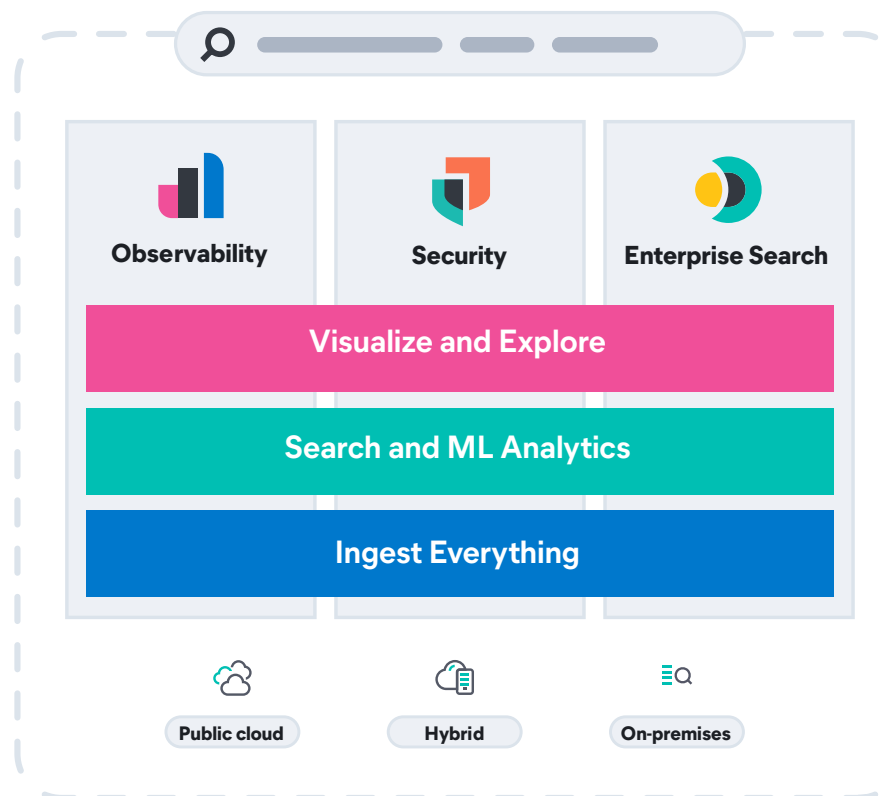 Observability
Security
Enterprise Search
Visualize and Explore
Search and ML Analytics
Ingest Everything
Public cloud
Hybrid
On-premises